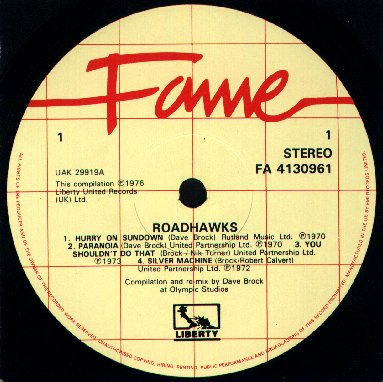 Fame
1
1
STEREO
FA 4130961
UAK 29919A
This compilation ℗1976
Liberty United Records
(UK) Ltd.
ROADHAWKS
1. HURRY ON SUNDOWN (Dave Brock) Rutland Music Ltd. ℗1970
2. PARANOIA (Dave Brock) United Partnership Ltd. ℗1970 3. YOU
SHOULDN'T DO THAT (Brock/Nik Turner) United Partnership Ltd.
℗1973 4. SILVER MACHINE (Brock/Robert Calvert)
United Partnership Ltd. ℗1972
Compilation and re-mix by Dave Brock
at Olympic Studios
LIBERTY